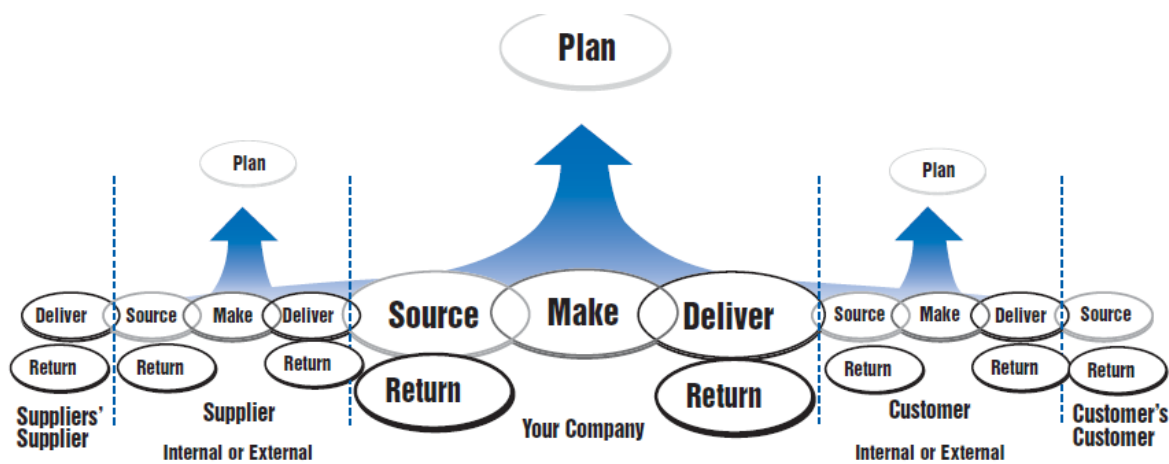 Plan
Plan
Plan
Deliver
Source
Make
Deliver
Source
Make
Deliver
Source
Make
Deliver
Source
Return
Return
Return
Return
Return
Return
Return
Return
Suppliers'
Supplier
Supplier
Internal or External
Your Company
Customer
Internal or External
Customer's
Customer